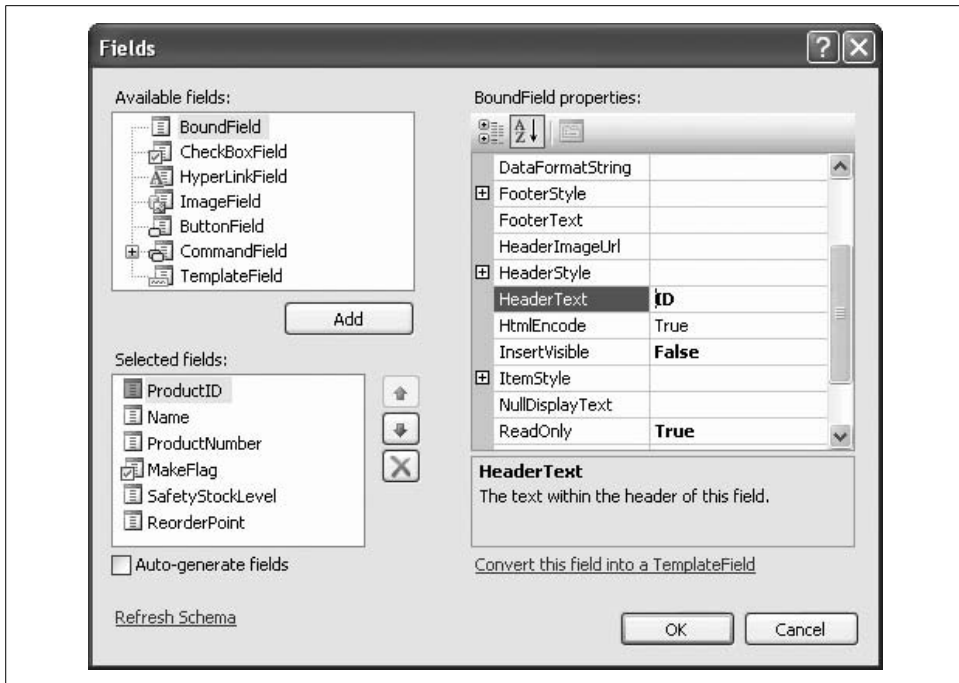 Fields
Available fields:
BoundField
CheckBoxField
HyperLinkField
ImageField
ButtonField
CommandField
TemplateField
Add
Selected fields:
ProductID
Name
ProductNumber
MakeFlag
SafetyStockLevel
ReorderPoint
Auto-generate fields
Refresh Schema
BoundField properties:
DataFormatString
FooterStyle
FooterText
HeaderImageUrl
HeaderStyle
HeaderText ID
HtmlEncode True
InsertVisible False
ItemStyle
NullDisplayText
ReadOnly True
HeaderText
The text within the header of this field.
Convert this field into a TemplateField
OK Cancel